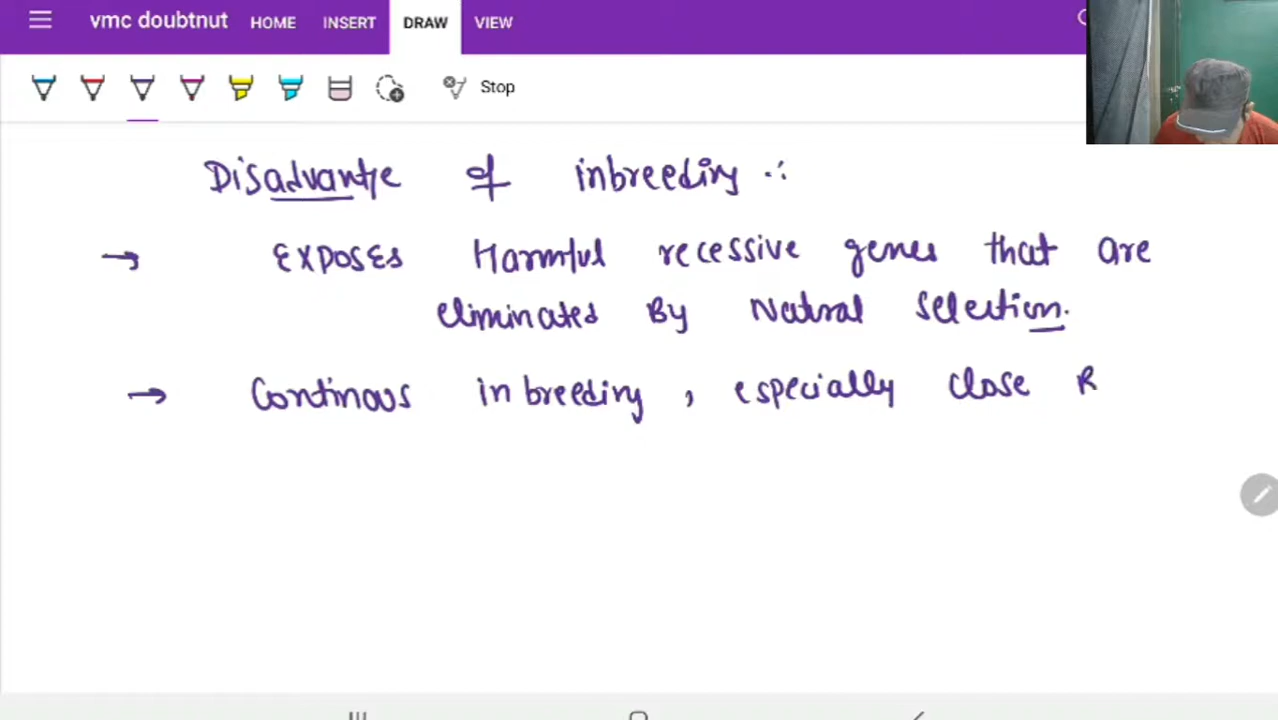 vmc doubtnut HOME INSERT DRAW VIEW
Stop
Disadvantje of inbreeding :
→ Exposes Harmful recessive genes that are
eliminated By Natural Selection.
→ Continous inbreeding, especially close R